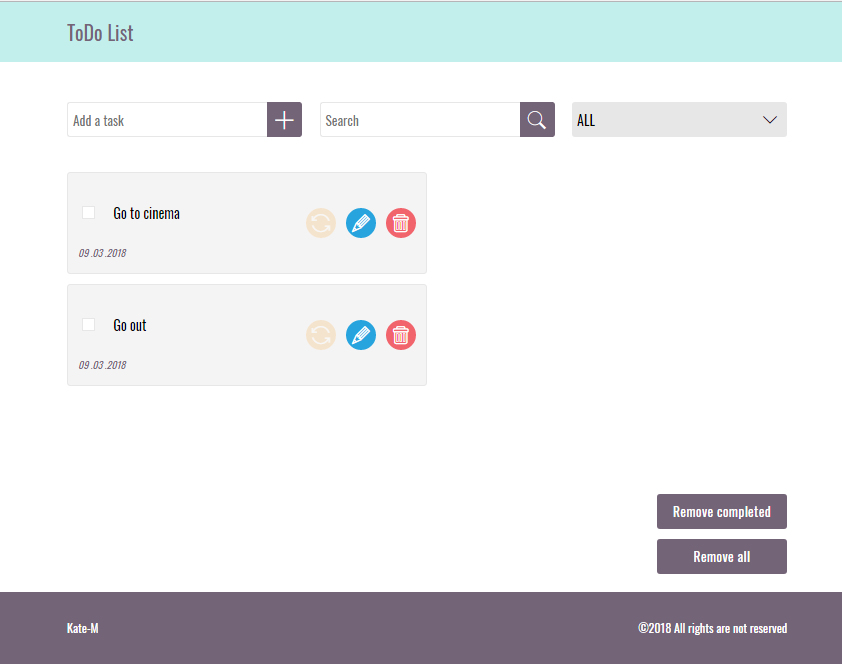 ToDo List
Add a task
Search
ALL
Go to cinema
09 .03 .2018
Go out
09 .03 .2018
Remove completed
Remove all
Kate-M
©2018 All rights are not reserved